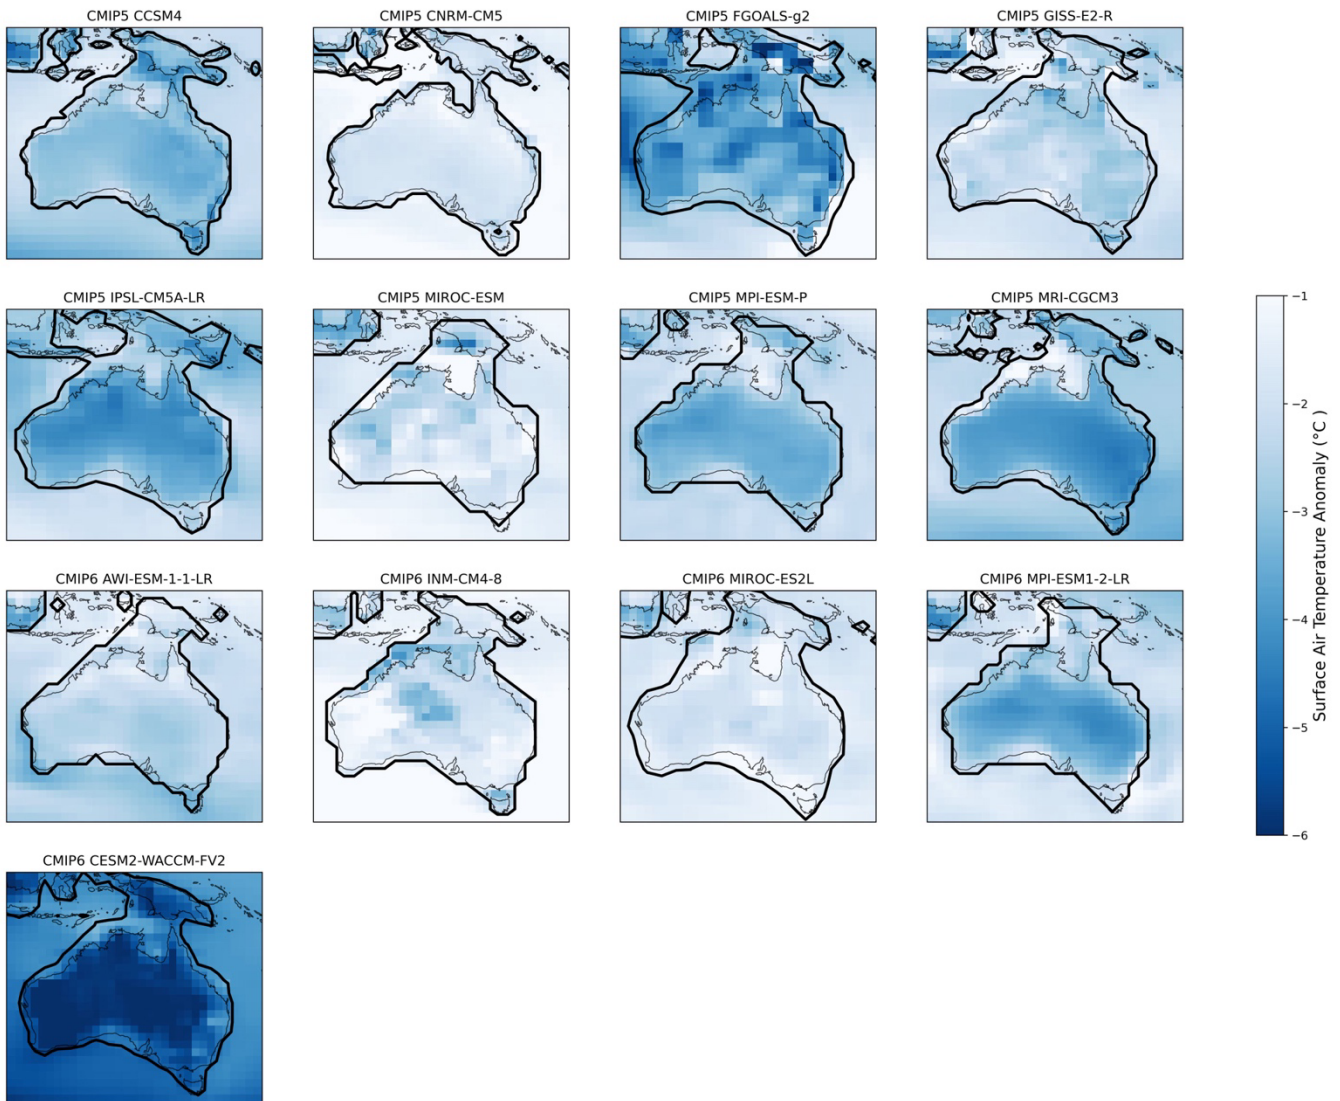 CMIP5 CCSM4
CMIP5 CNRM-CM5
CMIP5 FGOALS-g2
CMIP5 GISS-E2-R
CMIP5 IPSL-CM5A-LR
CMIP5 MIROC-ESM
CMIP5 MPI-ESM-P
CMIP5 MRI-CGCM3
CMIP6 AWI-ESM-1-1-LR
CMIP6 INM-CM4-8
CMIP6 MIROC-ES2L
CMIP6 MPI-ESM1-2-LR
CMIP6 CESM2-WACCM-FV2
−1
−2
−3
−4
−5
−6
Surface Air Temperature Anomaly (°C )